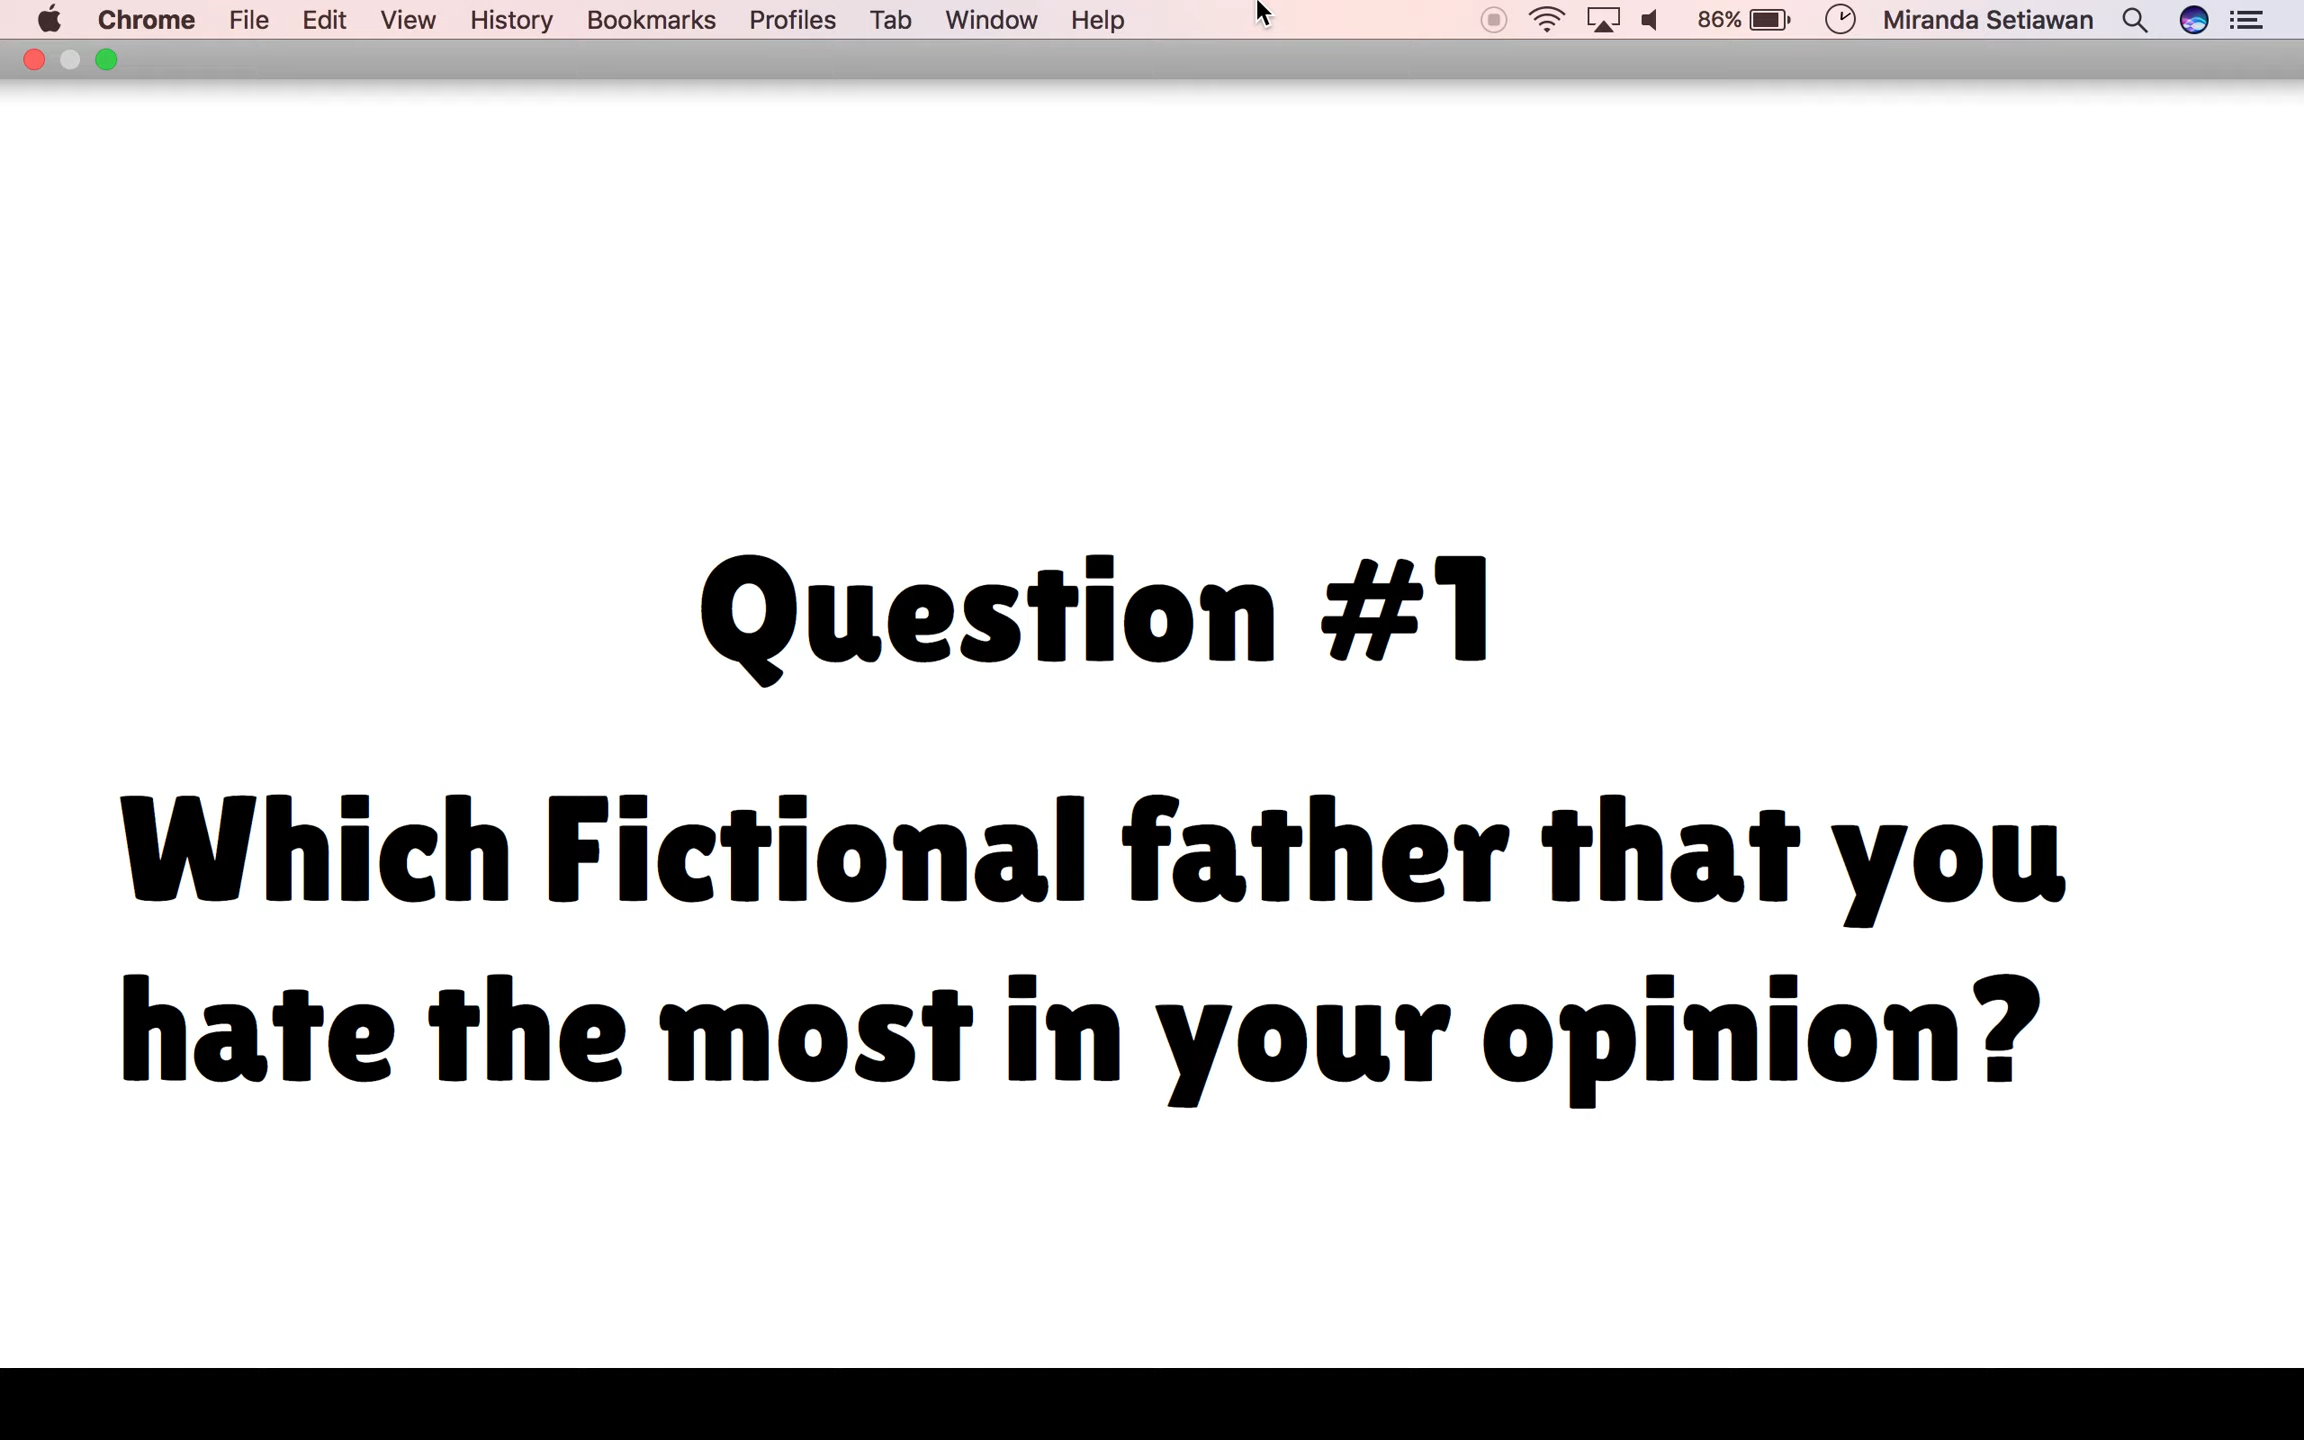 Chrome File Edit View History Bookmarks Profiles Tab Window Help 86% Miranda Setiawan
Question #1
Which Fictional father that you
hate the most in your opinion?